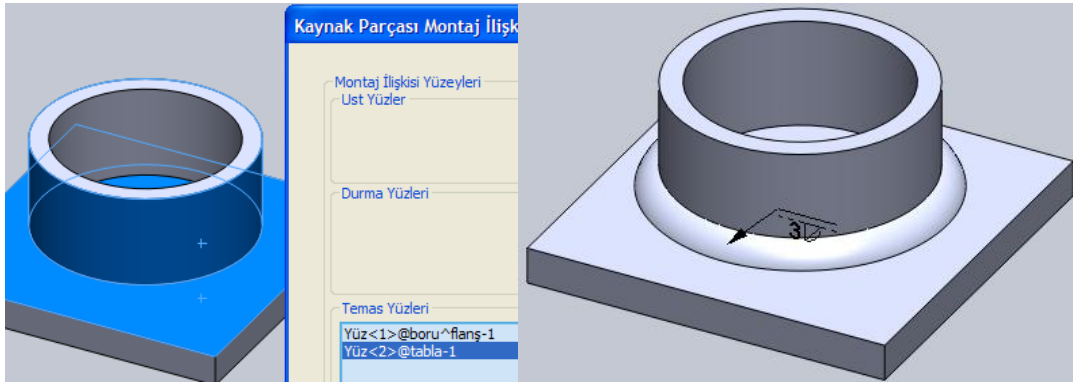 Kaynak Parçası Montaj İlişk
Montaj İlişkisi Yüzeyleri
Ust Yüzler
Durma Yüzleri
Temas Yüzleri
Yüz<1>@boru^flanş-1
Yüz<2>@tabla-1
3